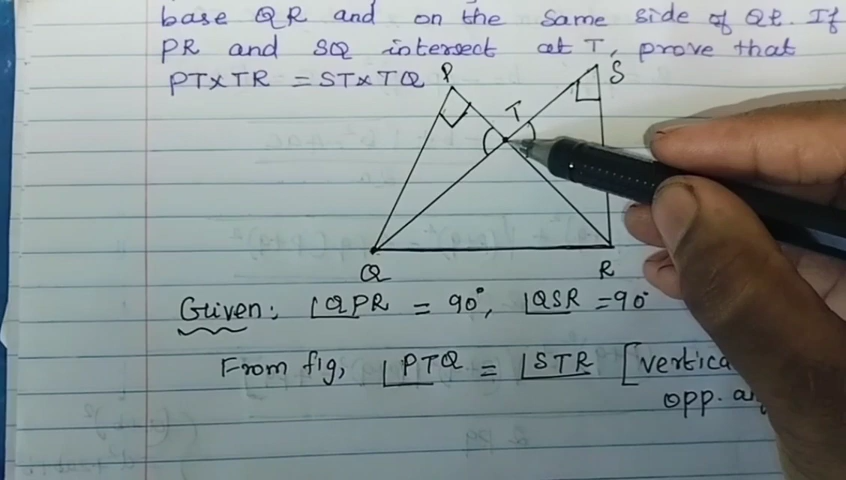 base QR and on the same side of QR. If
PR and SQ intersect at T, prove that
PT×TR = ST×TQ
P
S
T
Q
R
Given: ∠QPR = 90°, ∠QSR = 90°
From fig, ∠PTQ = ∠STR [vertica
opp. a